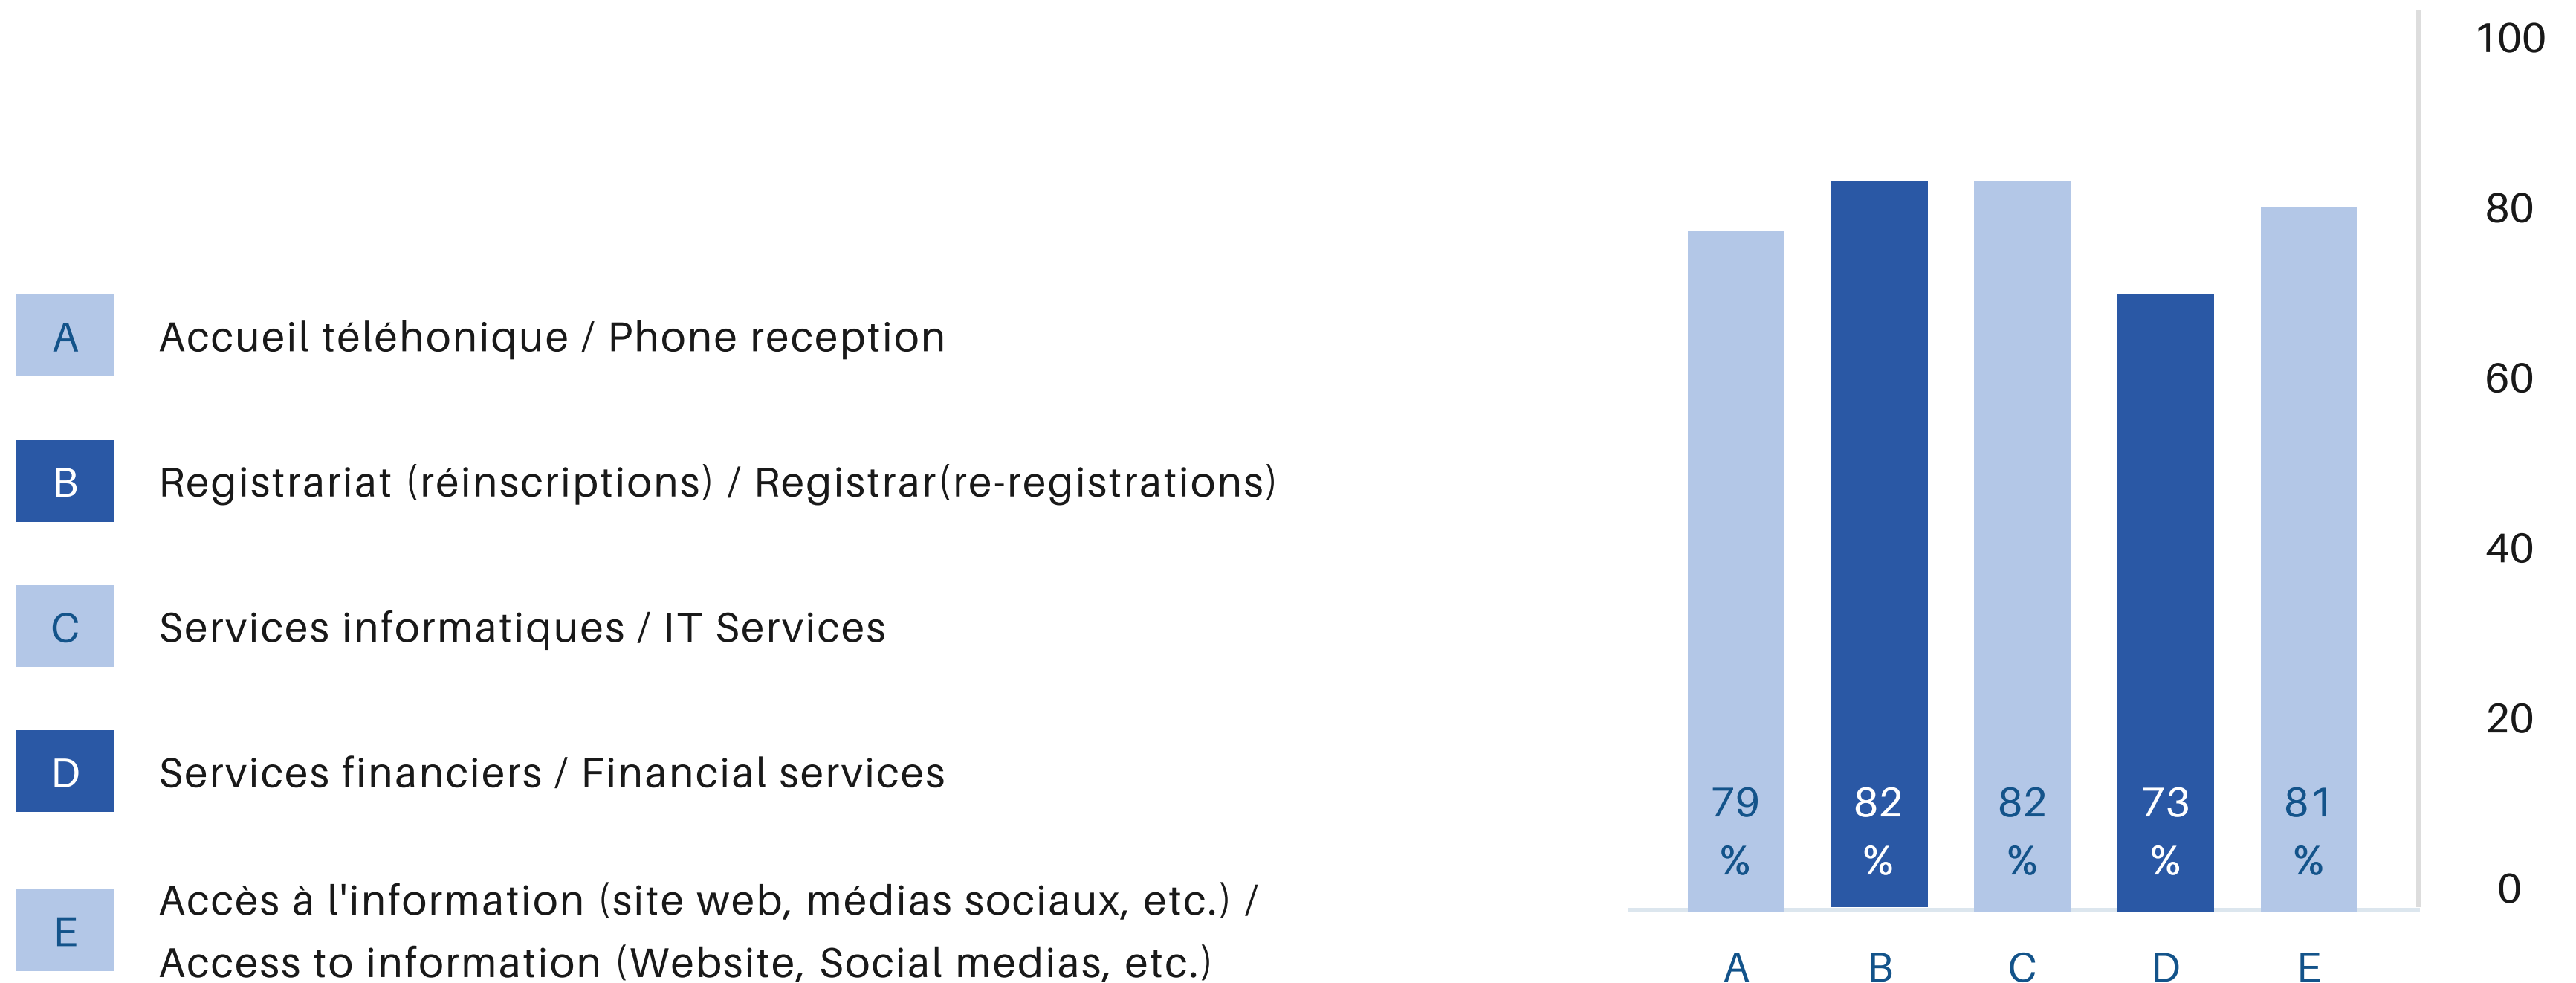 A
Accueil téléhonique / Phone reception
B
Registrariat (réinscriptions) / Registrar(re-registrations)
C
Services informatiques / IT Services
D
Services financiers / Financial services
E
Accès à l'information (site web, médias sociaux, etc.) /
Access to information (Website, Social medias, etc.)
100
80
60
40
20
0
79
%
82
%
82
%
73
%
81
%
A
B
C
D
E